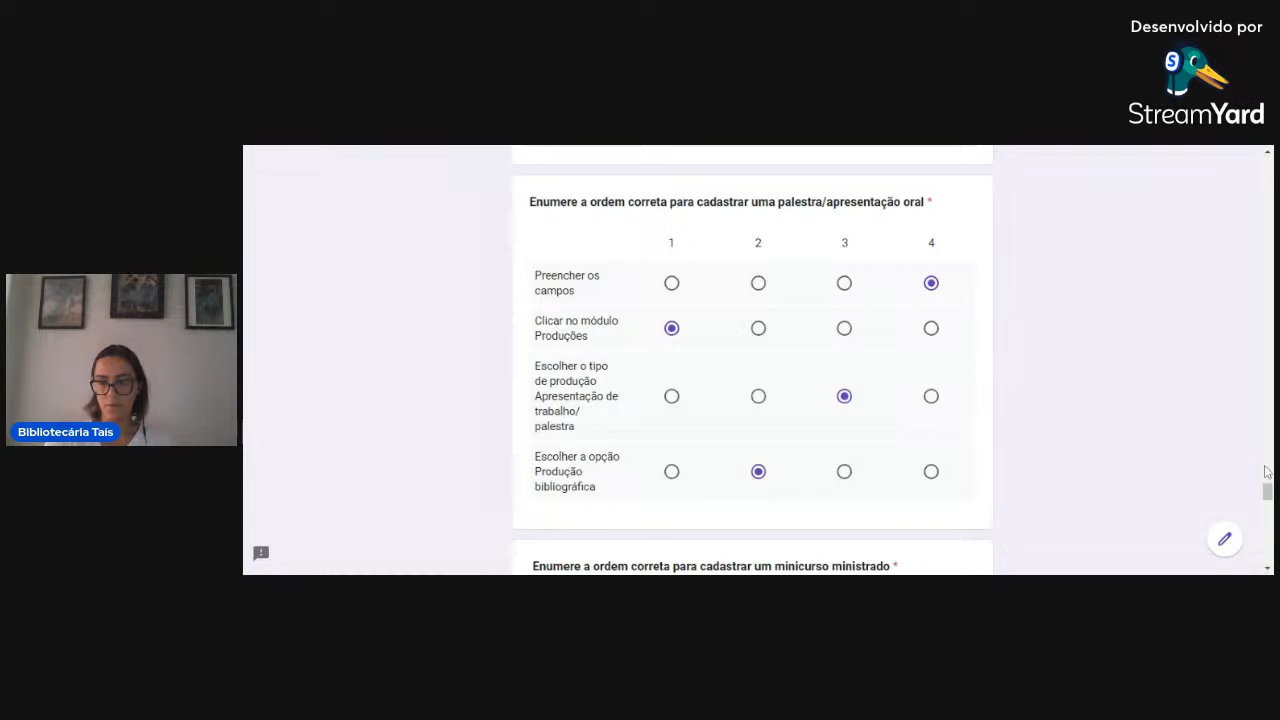 Desenvolvido por
StreamYard
Enumere a ordem correta para cadastrar uma palestra/apresentação oral *
1 2 3 4
Preencher os
campos
Clicar no módulo
Produções
Escolher o tipo
de produção
Apresentação de
trabalho/
palestra
Escolher a opção
Produção
bibliográfica
Enumere a ordem correta para cadastrar um minicurso ministrado *
Bibliotecária Taís